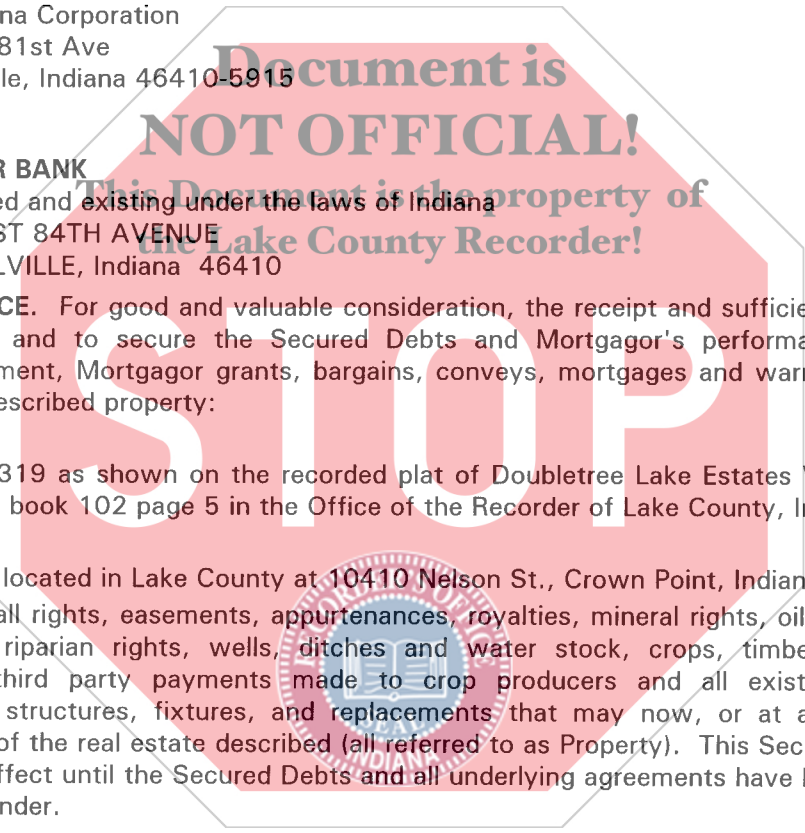 na Corporation
81st Ave
le, Indiana 46410-5915
Document is
NOT OFFICIAL!
R BANK
This Document is the property of
ed and existing under the laws of Indiana
ST 84TH AVENUE
the Lake County Recorder!
LVILLE, Indiana 46410
CE. For good and valuable consideration, the receipt and sufficie
and to secure the Secured Debts and Mortgagor's performa
ment, Mortgagor grants, bargains, conveys, mortgages and warr
escribed property:
STOP
319 as shown on the recorded plat of Doubletree Lake Estates
book 102 page 5 in the Office of the Recorder of Lake County, In
located in Lake County at 10410 Nelson St., Crown Point, Indian
all rights, easements, appurtenances, royalties, mineral rights, oil
riparian rights, wells, ditches and water stock, crops, timbe
third party payments made to crop producers and all exist
structures, fixtures, and replacements that may now, or at a
of the real estate described (all referred to as Property). This Sec
ffect until the Secured Debts and all underlying agreements have
nder.
RECORDER'S OFFICE
SEAL
INDIANA